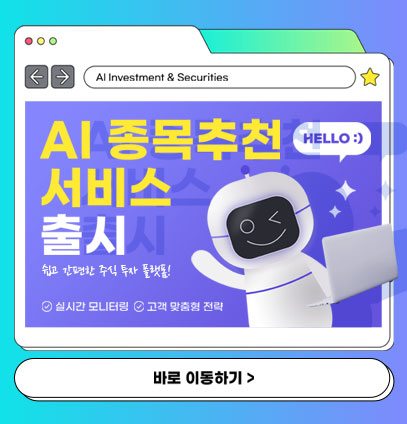 AI Investment & Securities
AI 종목추천
HELLO :)
서비스
출시
쉽고 간편한 주식 투자 플랫폼!
실시간 모니터링 고객 맞춤형 전략
바로 이동하기 >